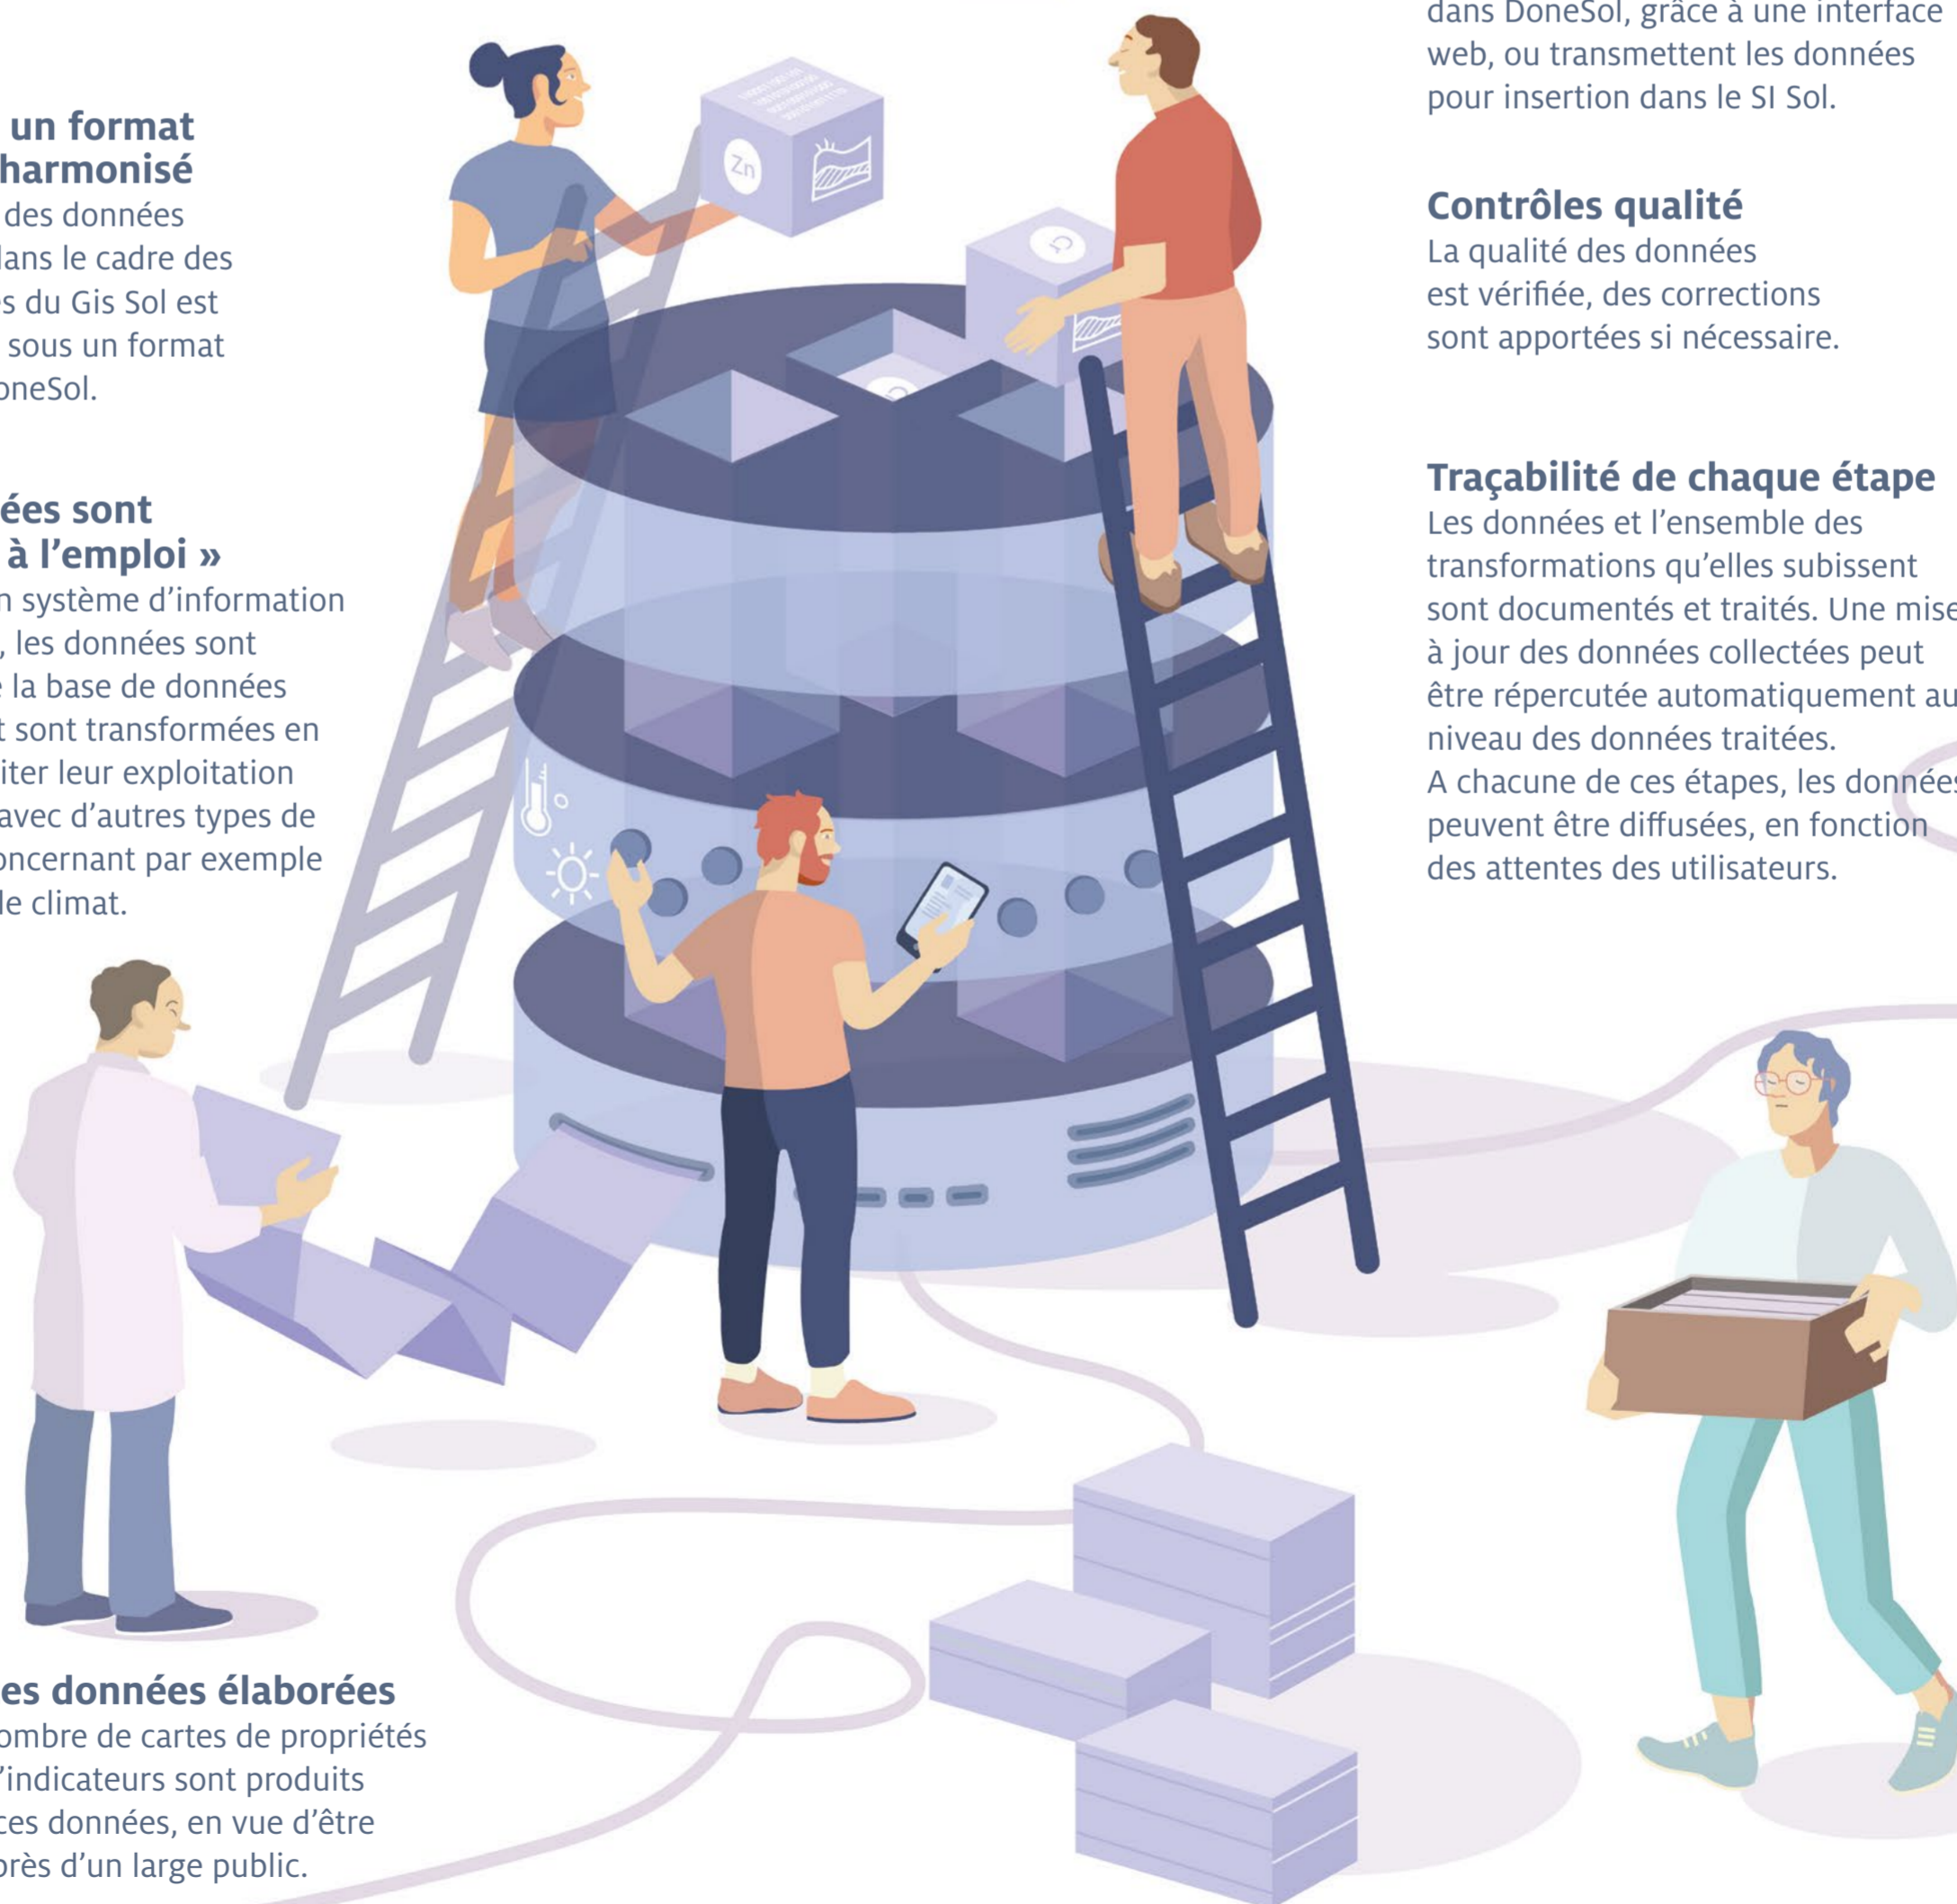 un format
harmonisé
des données
dans le cadre des
du Gis Sol est
sous un format
DoneSol.
sont
à l'emploi »
système d'information
, les données sont
la base de données
sont transformées en
leur exploitation
avec d'autres types de
concernant par exemple
le climat.
données élaborées
nombre de cartes de propriétés
d'indicateurs sont produits
ces données, en vue d'être
d'un large public.
Zn
Cr
dans DoneSol, grâce à une interface
web, ou transmettent les données
pour insertion dans le SI Sol.
Contrôles qualité
La qualité des données
est vérifiée, des corrections
sont apportées si nécessaire.
Traçabilité de chaque étape
Les données et l'ensemble des
transformations qu'elles subissent
sont documentés et traités. Une mise
à jour des données collectées peut
être répercutée automatiquement au
niveau des données traitées.
A chacune de ces étapes, les données
peuvent être diffusées, en fonction
des attentes des utilisateurs.